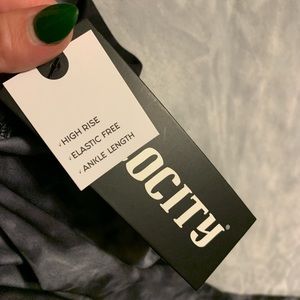 ✓HIGH RISE
✓ELASTIC FREE
✓ANKLE LENGTH
OCITY®